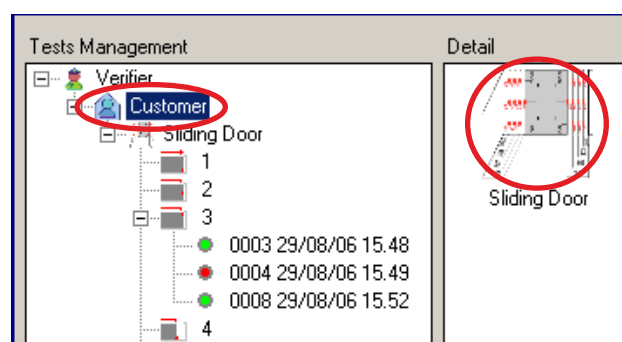 Tests Management
Detail
Verifier
Customer
Sliding Door
1
2
3
0003 29/08/06 15.48
0004 29/08/06 15.49
0008 29/08/06 15.52
4
Sliding Door